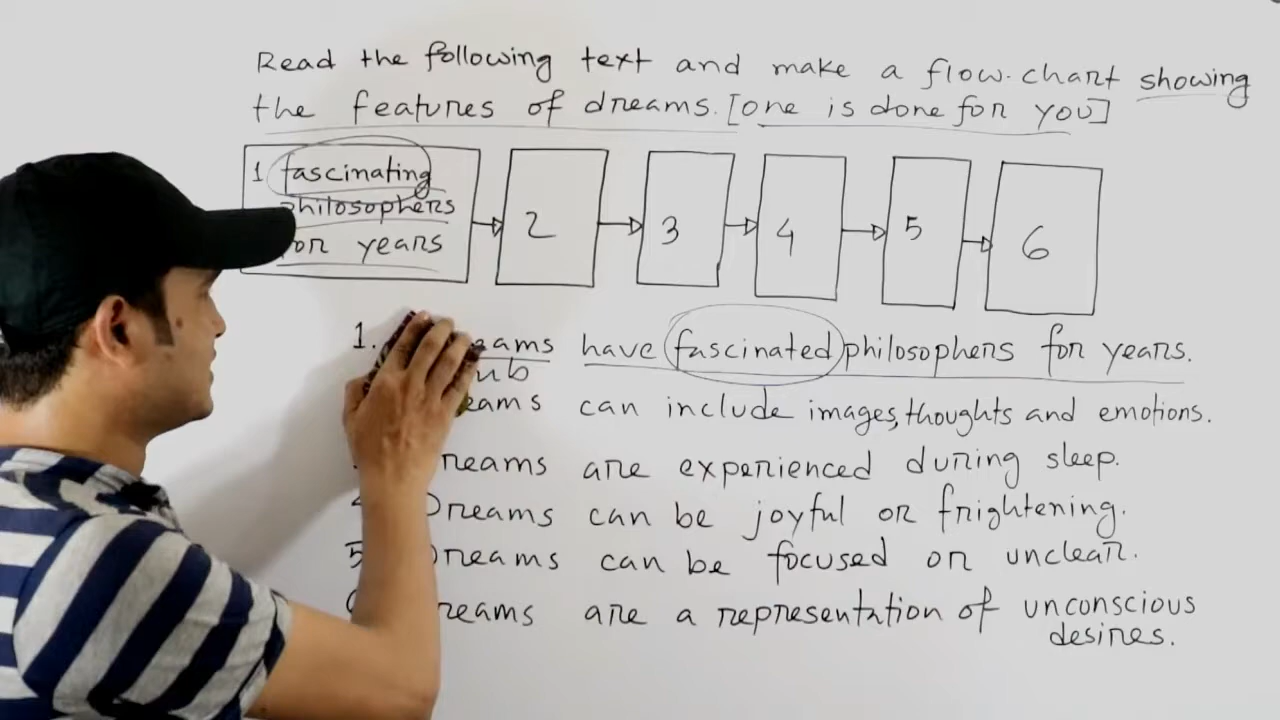 Read the following text and make a flow-chart showing
the features of dreams. [one is done for you]
1 fascinating
philosophers
for years
2
3
4
5
6
1. have fascinated philosophers for years.
can include images, thoughts and emotions.
are experienced during sleep.
Dreams can be joyful or frightening.
5 Dreams can be focused or unclear.
are a representation of unconscious
desires.